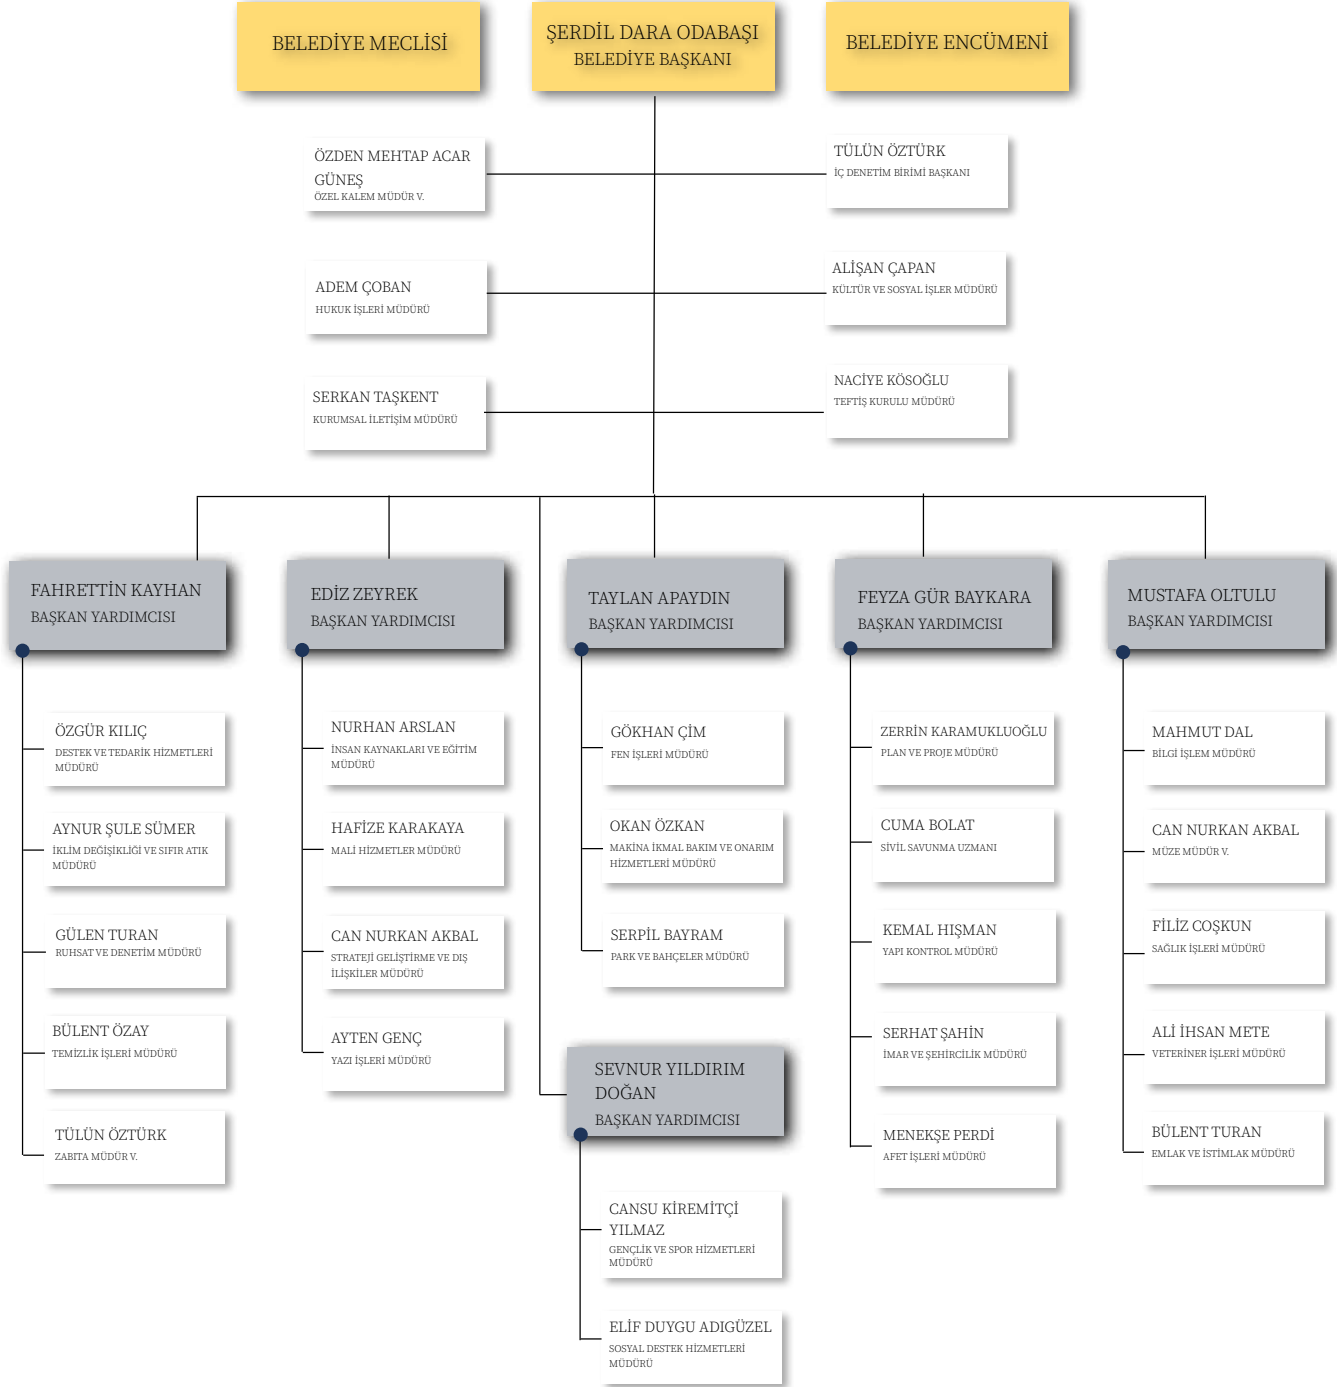 BELEDİYE MECLİSİ
ŞERDİL DARA ODABAŞI
BELEDİYE BAŞKANI
BELEDİYE ENCÜMENİ
ÖZDEN MEHTAP ACAR
GÜNEŞ
ÖZEL KALEM MÜDÜR V.
TÜLÜN ÖZTÜRK
İÇ DENETİM BİRİMİ BAŞKANI
ADEM ÇOBAN
HUKUK İŞLERİ MÜDÜRÜ
ALİŞAN ÇAPAN
KÜLTÜR VE SOSYAL İŞLER MÜDÜRÜ
SERKAN TAŞKENT
KURUMSAL İLETİŞİM MÜDÜRÜ
NACİYE KÖSOĞLU
TEFTİŞ KURULU MÜDÜRÜ
FAHRETTİN KAYHAN
BAŞKAN YARDIMCISI
ÖZGÜR KILIÇ
DESTEK VE TEDARİK HİZMETLERİ
MÜDÜRÜ
AYNUR ŞULE SÜMER
İKLİM DEĞİŞİKLİĞİ VE SIFIR ATIK
MÜDÜRÜ
GÜLEN TURAN
RUHSAT VE DENETİM MÜDÜRÜ
BÜLENT ÖZAY
TEMİZLİK İŞLERİ MÜDÜRÜ
TÜLÜN ÖZTÜRK
ZABITA MÜDÜR V.
EDİZ ZEYREK
BAŞKAN YARDIMCISI
NURHAN ARSLAN
İNSAN KAYNAKLARI VE EĞİTİM
MÜDÜRÜ
HAFİZE KARAKAYA
MALİ HİZMETLER MÜDÜRÜ
CAN NURKAN AKBAL
STRATEJİ GELİŞTİRME VE DIŞ
İLİŞKİLER MÜDÜRÜ
AYTEN GENÇ
YAZI İŞLERİ MÜDÜRÜ
TAYLAN APAYDIN
BAŞKAN YARDIMCISI
GÖKHAN ÇİM
FEN İŞLERİ MÜDÜRÜ
OKAN ÖZKAN
MAKİNA İKMAL BAKIM VE ONARIM
HİZMETLERİ MÜDÜRÜ
SERPİL BAYRAM
PARK VE BAHÇELER MÜDÜRÜ
SEVNUR YILDIRIM
DOĞAN
BAŞKAN YARDIMCISI
CANSU KİREMİTÇİ
YILMAZ
GENÇLİK VE SPOR HİZMETLERİ
MÜDÜRÜ
ELİF DUYGU ADIGÜZEL
SOSYAL DESTEK HİZMETLERİ
MÜDÜRÜ
FEYZA GÜR BAYKARA
BAŞKAN YARDIMCISI
ZERRİN KARAMUKLUOĞLU
PLAN VE PROJE MÜDÜRÜ
CUMA BOLAT
SİVİL SAVUNMA UZMANI
KEMAL HIŞMAN
YAPI KONTROL MÜDÜRÜ
SERHAT ŞAHİN
İMAR VE ŞEHİRCİLİK MÜDÜRÜ
MENEKŞE PERDİ
AFET İŞLERİ MÜDÜRÜ
MUSTAFA OLTULU
BAŞKAN YARDIMCISI
MAHMUT DAL
BİLGİ İŞLEM MÜDÜRÜ
CAN NURKAN AKBAL
MÜZE MÜDÜR V.
FİLİZ COŞKUN
SAĞLIK İŞLERİ MÜDÜRÜ
ALİ İHSAN METE
VETERİNER İŞLERİ MÜDÜRÜ
BÜLENT TURAN
EMLAK VE İSTİMLAK MÜDÜRÜ